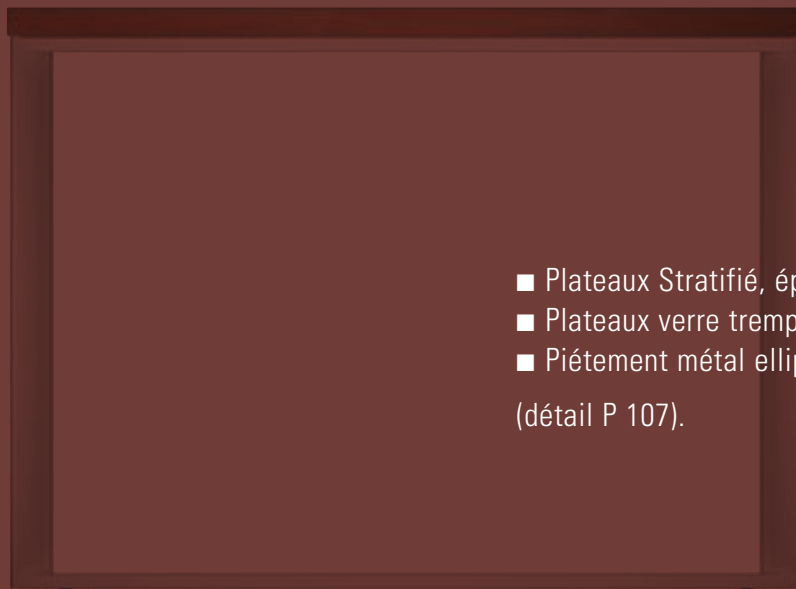 ■ Plateaux Stratifié, ép
■ Plateaux verre tremp
■ Piétement métal ellip
(détail P 107).